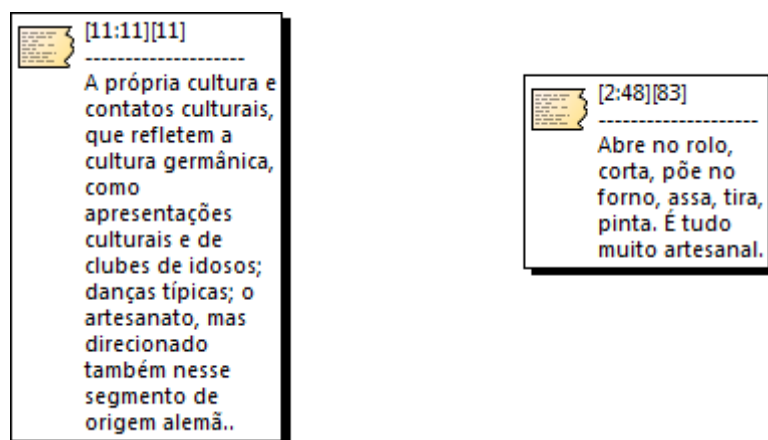 [11:11][11]
--------------------
A própria cultura e
contatos culturais,
que refletem a
cultura germânica,
como
apresentações
culturais e de
clubes de idosos;
danças típicas; o
artesanato, mas
direcionado
também nesse
segmento de
origem alemã..
[2:48][83]
--------------------
Abre no rolo,
corta, põe no
forno, assa, tira,
pinta. É tudo
muito artesanal.